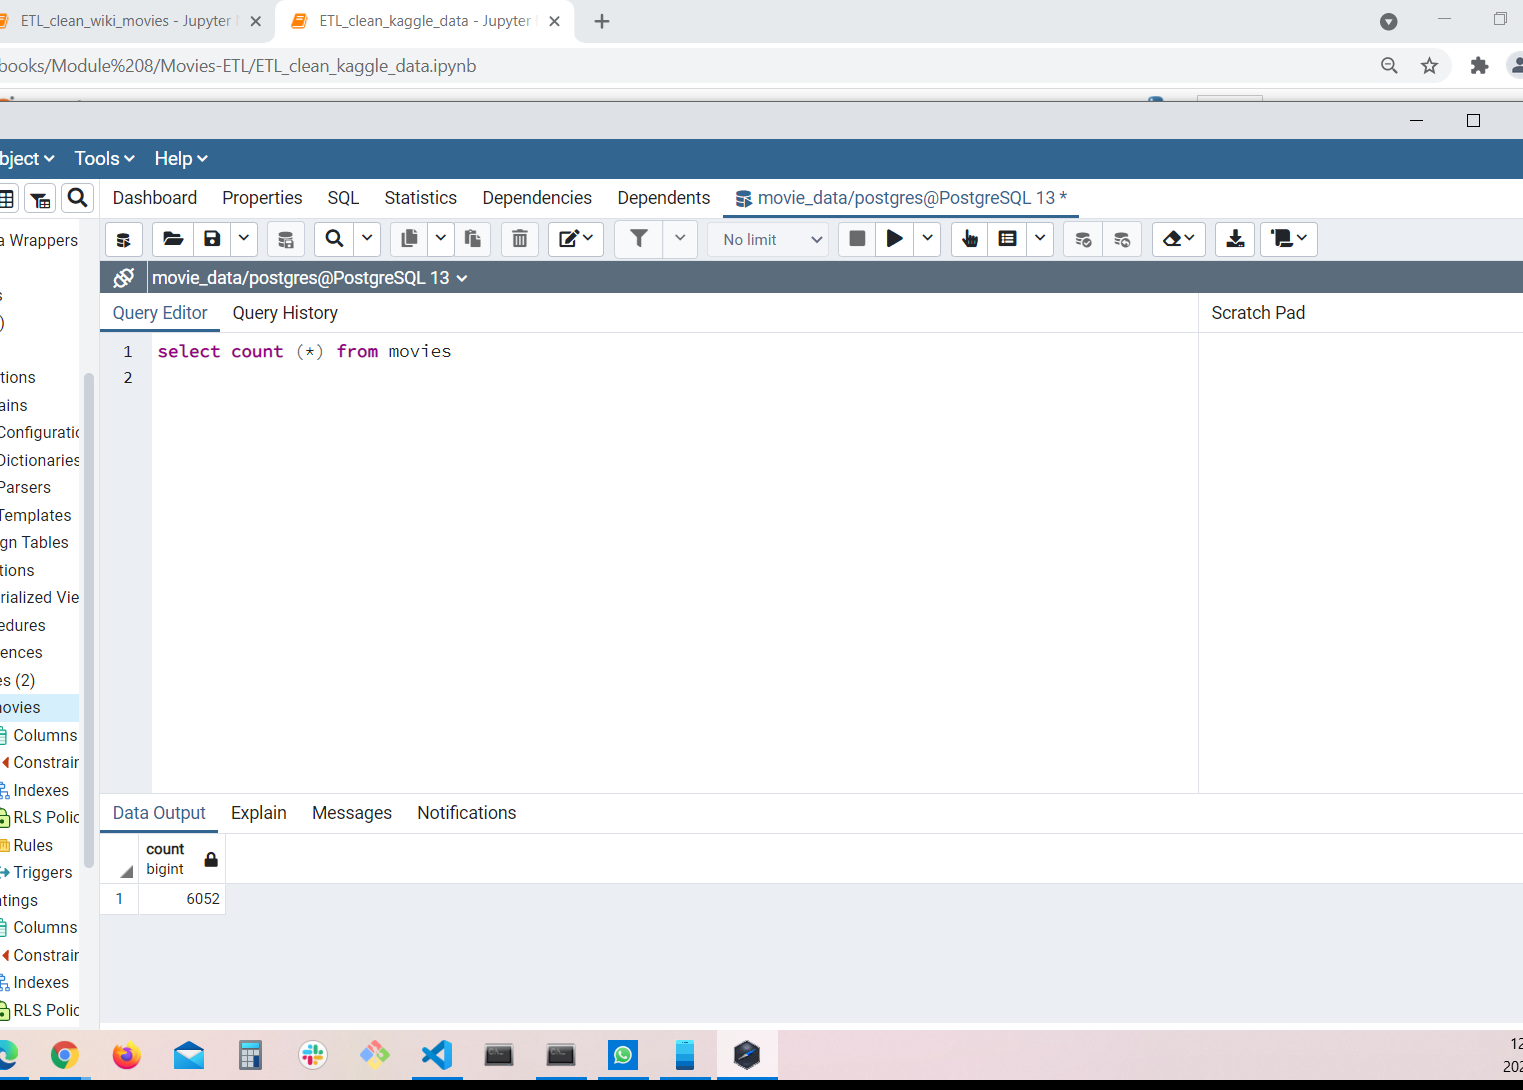 ETL_clean_wiki_movies - Jupyter
ETL_clean_kaggle_data - Jupyter
books/Module%208/Movies-ETL/ETL_clean_kaggle_data.ipynb
bject Tools Help
Dashboard Properties SQL Statistics Dependencies Dependents movie_data/postgres@PostgreSQL 13 *
No limit
movie_data/postgres@PostgreSQL 13
Query Editor Query History
Scratch Pad
1 select count (*) from movies
2
a Wrappers
s
)
tions
ains
Configuratic
Dictionaries
Parsers
Templates
gn Tables
tions
rialized Vie
edures
ences
es (2)
novies
Columns
Constrair
Indexes
RLS Polic
Rules
Triggers
tings
Columns
Constrair
Indexes
RLS Polic
Data Output Explain Messages Notifications
count
bigint
1 6052
12
202